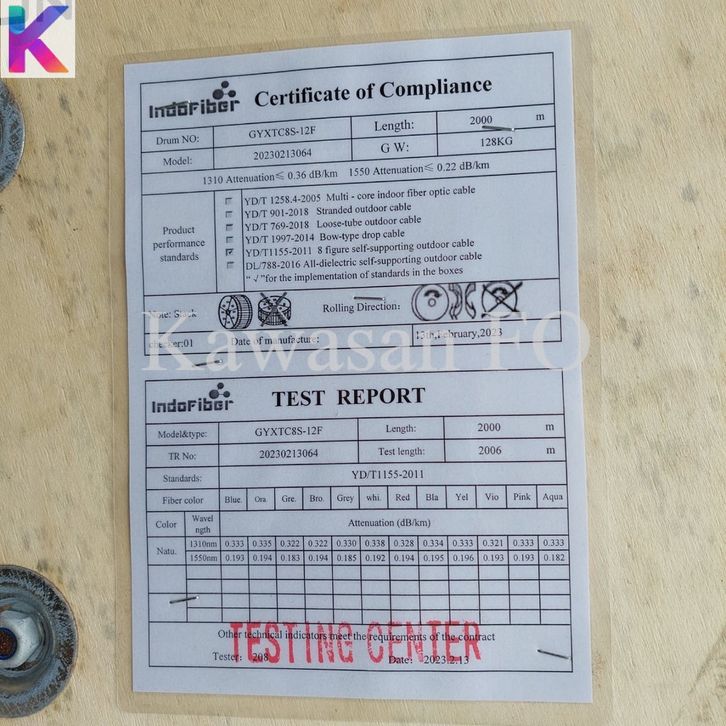 K
IndoFiber Certificate of Compliance
Drum NO: GYXTC8S-12F Length: 2000 m
Model: 20230213064 G W: 128KG
1310 Attenuation≤ 0.36 dB/km 1550 Attenuation≤ 0.22 dB/km
Product performance standards
YD/T 1258.4-2005 Multi - core indoor fiber optic cable
YD/T 901-2018 Stranded outdoor cable
YD/T 769-2018 Loose-tube outdoor cable
YD/T 1997-2014 Bow-type drop cable
✓ YD/T1155-2011 8 figure self-supporting outdoor cable
DL/788-2016 All-dielectric self-supporting outdoor cable
“ √ ”for the implementation of standards in the boxes
Note: Stack Rolling Direction:
Kawasan FO
checker:01 Date of manufacture: 13th,February,2023
IndoFiber TEST REPORT
Model&type: GYXTC8S-12F Length: 2000 m
TR No: 20230213064 Test length: 2006 m
Standards: YD/T1155-2011
Fiber color Blue. Ora. Gre. Bro. Grey whi. Red Bla Yel Vio Pink Aqua
Color Wavel ngth Attenuation (dB/km)
Natu. 1310nm 0.333 0.335 0.322 0.322 0.330 0.338 0.328 0.334 0.333 0.321 0.333 0.333
1550nm 0.193 0.194 0.183 0.194 0.185 0.192 0.194 0.195 0.196 0.193 0.193 0.182
Other technical indicators meet the requirements of the contract
TESTING CENTER
Tester: 208 Date: 2023.2.13